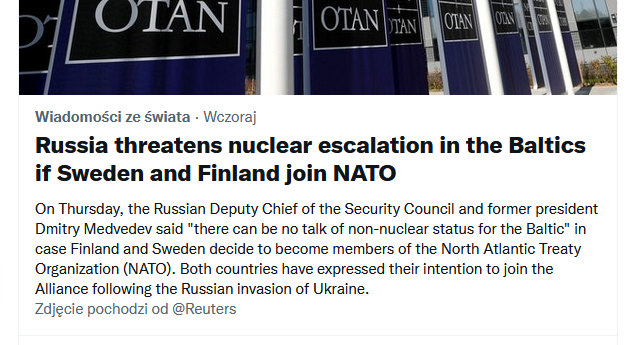 OTAN
OTAN
OTAN
OTAN
Wiadomości ze świata · Wczoraj
Russia threatens nuclear escalation in the Baltics
if Sweden and Finland join NATO
On Thursday, the Russian Deputy Chief of the Security Council and former president
Dmitry Medvedev said "there can be no talk of non-nuclear status for the Baltic" in
case Finland and Sweden decide to become members of the North Atlantic Treaty
Organization (NATO). Both countries have expressed their intention to join the
Alliance following the Russian invasion of Ukraine.
Zdjęcie pochodzi od @Reuters